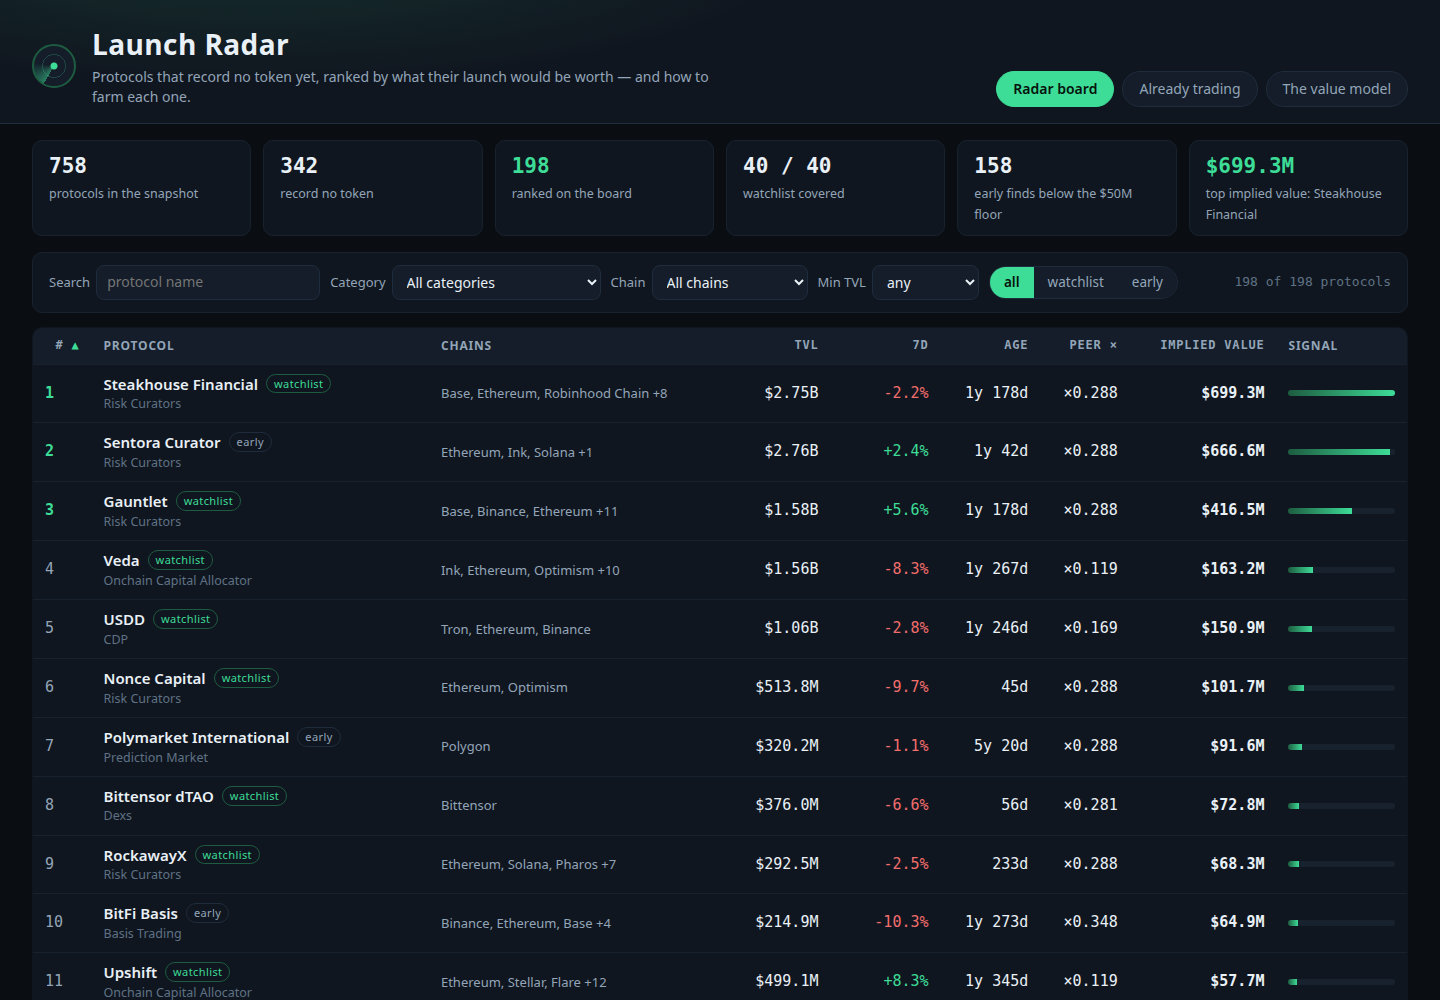 Launch Radar
Protocols that record no token yet, ranked by what their launch would be worth — and how to
farm each one.
Radar board
Already trading
The value model
758
protocols in the snapshot
342
record no token
198
ranked on the board
40 / 40
watchlist covered
158
early finds below the $50M
floor
$699.3M
top implied value: Steakhouse
Financial
Search protocol name Category All categories Chain All chains Min TVL any all watchlist early 198 of 198 protocols
# ▲ PROTOCOL CHAINS TVL 7D AGE PEER × IMPLIED VALUE SIGNAL
1 Steakhouse Financial watchlist Base, Ethereum, Robinhood Chain +8 $2.75B -2.2% 1y 178d ×0.288 $699.3M
Risk Curators
2 Sentora Curator early Ethereum, Ink, Solana +1 $2.76B +2.4% 1y 42d ×0.288 $666.6M
Risk Curators
3 Gauntlet watchlist Base, Binance, Ethereum +11 $1.58B +5.6% 1y 178d ×0.288 $416.5M
Risk Curators
4 Veda watchlist Ink, Ethereum, Optimism +10 $1.56B -8.3% 1y 267d ×0.119 $163.2M
Onchain Capital Allocator
5 USDD watchlist Tron, Ethereum, Binance $1.06B -2.8% 1y 246d ×0.169 $150.9M
CDP
6 Nonce Capital watchlist Ethereum, Optimism $513.8M -9.7% 45d ×0.288 $101.7M
Risk Curators
7 Polymarket International early Polygon $320.2M -1.1% 5y 20d ×0.288 $91.6M
Prediction Market
8 Bittensor dTAO watchlist Bittensor $376.0M -6.6% 56d ×0.281 $72.8M
Dexs
9 RockawayX watchlist Ethereum, Solana, Pharos +7 $292.5M -2.5% 233d ×0.288 $68.3M
Risk Curators
10 BitFi Basis early Binance, Ethereum, Base +4 $214.9M -10.3% 1y 273d ×0.348 $64.9M
Basis Trading
11 Upshift watchlist Ethereum, Stellar, Flare +12 $499.1M +8.3% 1y 345d ×0.119 $57.7M
Onchain Capital Allocator